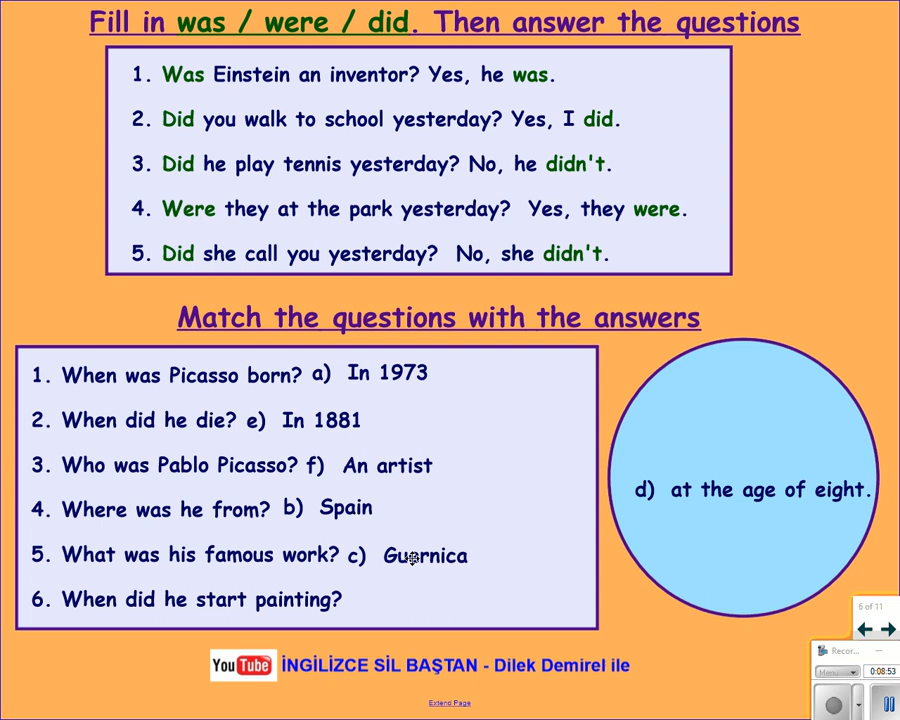 Fill in was / were / did. Then answer the questions
1. Was Einstein an inventor? Yes, he was.
2. Did you walk to school yesterday? Yes, I did.
3. Did he play tennis yesterday? No, he didn't.
4. Were they at the park yesterday? Yes, they were.
5. Did she call you yesterday? No, she didn't.
Match the questions with the answers
1. When was Picasso born? a) In 1973
2. When did he die? e) In 1881
3. Who was Pablo Picasso? f) An artist
4. Where was he from? b) Spain
5. What was his famous work? c) Guernica
6. When did he start painting?
d) at the age of eight.
6 of 11
Recor...
Menu
0:08:53
YouTube İNGİLİZCE SİL BAŞTAN - Dilek Demirel ile
Extend Page